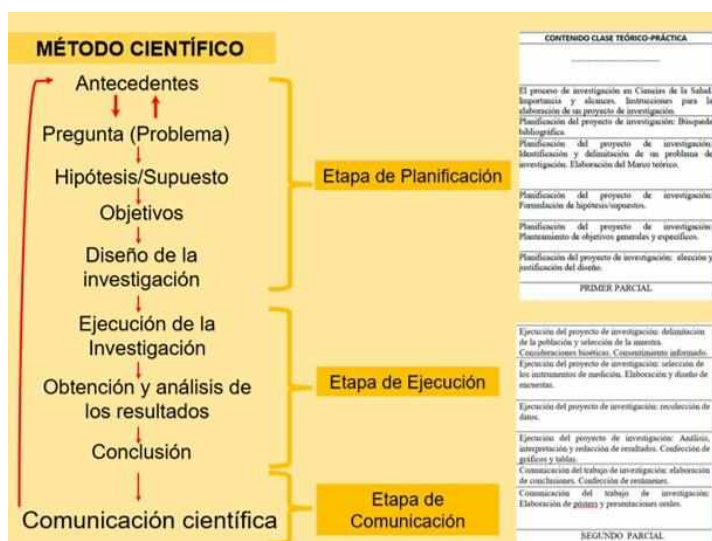 MÉTODO CIENTÍFICO
Antecedentes
Pregunta (Problema)
Hipótesis/Supuesto
Objetivos
Diseño de la
investigación
Ejecución de la
Investigación
Obtención y análisis de
los resultados
Conclusión
Comunicación científica
Etapa de Planificación
Etapa de Ejecución
Etapa de
Comunicación
CONTENIDO CLASE TEÓRICO-PRÁCTICA
El proceso de investigación en Ciencias de la Salud.
Importancia y alcances. Instrucciones para la
elaboración de un proyecto de investigación.
Planificación del proyecto de investigación: Búsqueda
bibliográfica.
Planificación del proyecto de investigación:
Identificación y delimitación de un problema de
investigación. Elaboración del Marco teórico.
Planificación del proyecto de investigación:
Formulación de hipótesis/supuestos.
Planificación del proyecto de investigación:
Planteamiento de objetivos generales y específicos.
Planificación del proyecto de investigación: elección y
justificación del diseño.
PRIMER PARCIAL
Ejecución del proyecto de investigación: delimitación
de la población y selección de la muestra.
Consideraciones bioéticas. Consentimiento informado.
Ejecución del proyecto de investigación: selección de
los instrumentos de medición. Elaboración y diseño de
encuestas.
Ejecución del proyecto de investigación: recolección de
datos.
Ejecución del proyecto de investigación: Análisis,
interpretación y redacción de resultados. Confección de
gráficos y tablas.
Comunicación del trabajo de investigación: elaboración
de conclusiones. Confección de resúmenes.
Comunicación del trabajo de investigación:
Elaboración de pósters y presentaciones orales.
SEGUNDO PARCIAL